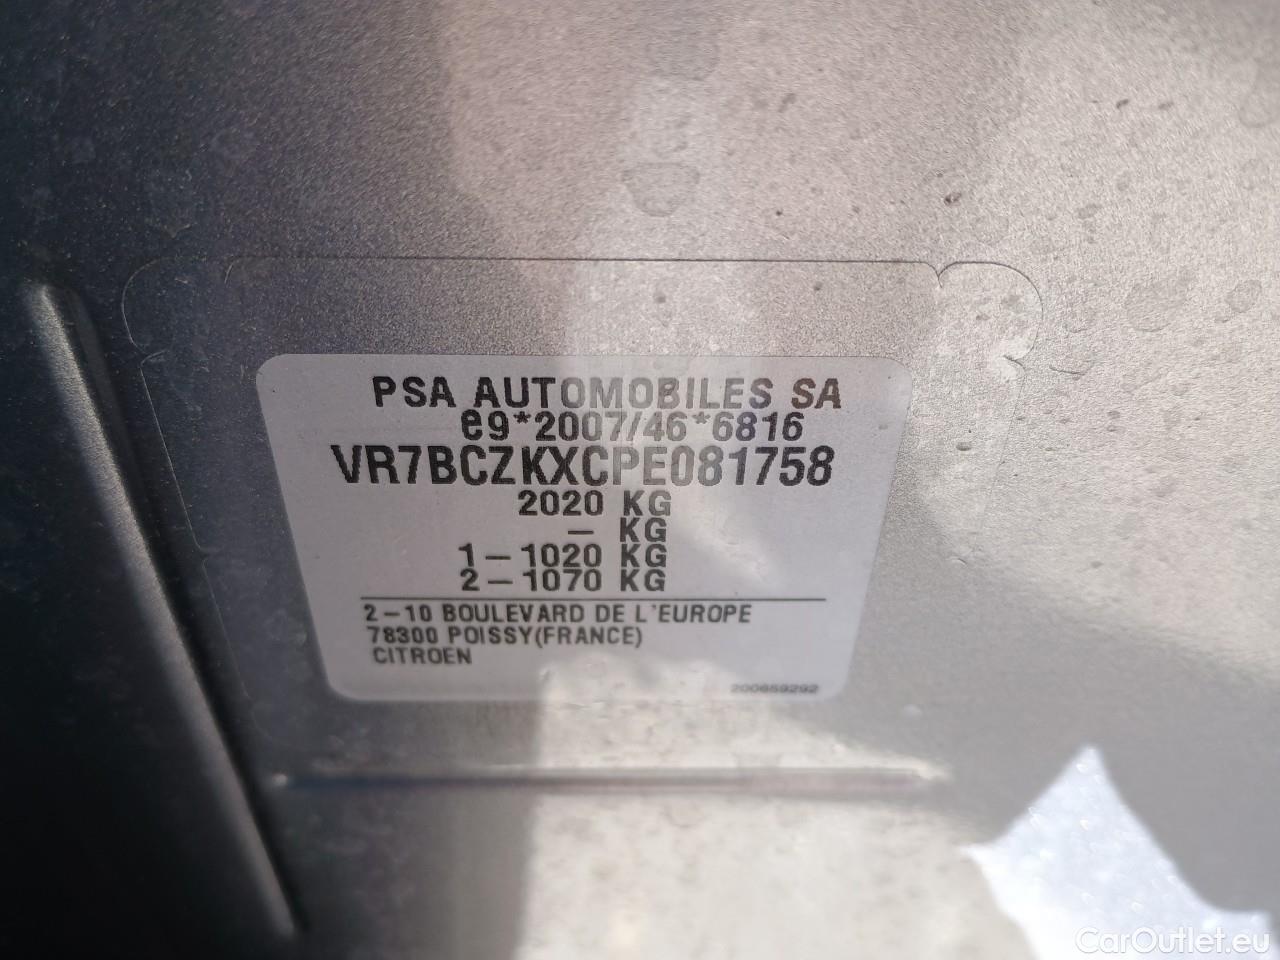 PSA AUTOMOBILES SA
e9*2007/46*6816
VR7BCZKXCPE081758
2020 KG
- KG
1-1020 KG
2-1070 KG
2-10 BOULEVARD DE L'EUROPE
78300 POISSY(FRANCE)
CITROEN
200659292
CarOutlet.eu